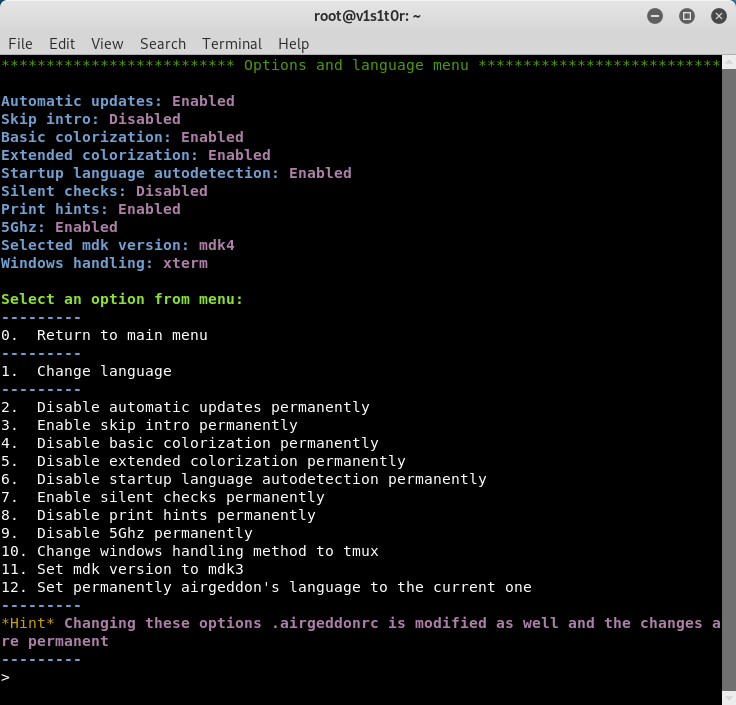 root@v1s1t0r: ~
File Edit View Search Terminal Help
************************** Options and language menu ***************************
Automatic updates: Enabled
Skip intro: Disabled
Basic colorization: Enabled
Extended colorization: Enabled
Startup language autodetection: Enabled
Silent checks: Disabled
Print hints: Enabled
5Ghz: Enabled
Selected mdk version: mdk4
Windows handling: xterm
Select an option from menu:
---------
0.  Return to main menu
---------
1.  Change language
---------
2.  Disable automatic updates permanently
3.  Enable skip intro permanently
4.  Disable basic colorization permanently
5.  Disable extended colorization permanently
6.  Disable startup language autodetection permanently
7.  Enable silent checks permanently
8.  Disable print hints permanently
9.  Disable 5Ghz permanently
10. Change windows handling method to tmux
11. Set mdk version to mdk3
12. Set permanently airgeddon's language to the current one
---------
*Hint* Changing these options .airgeddonrc is modified as well and the changes a
re permanent
---------
>